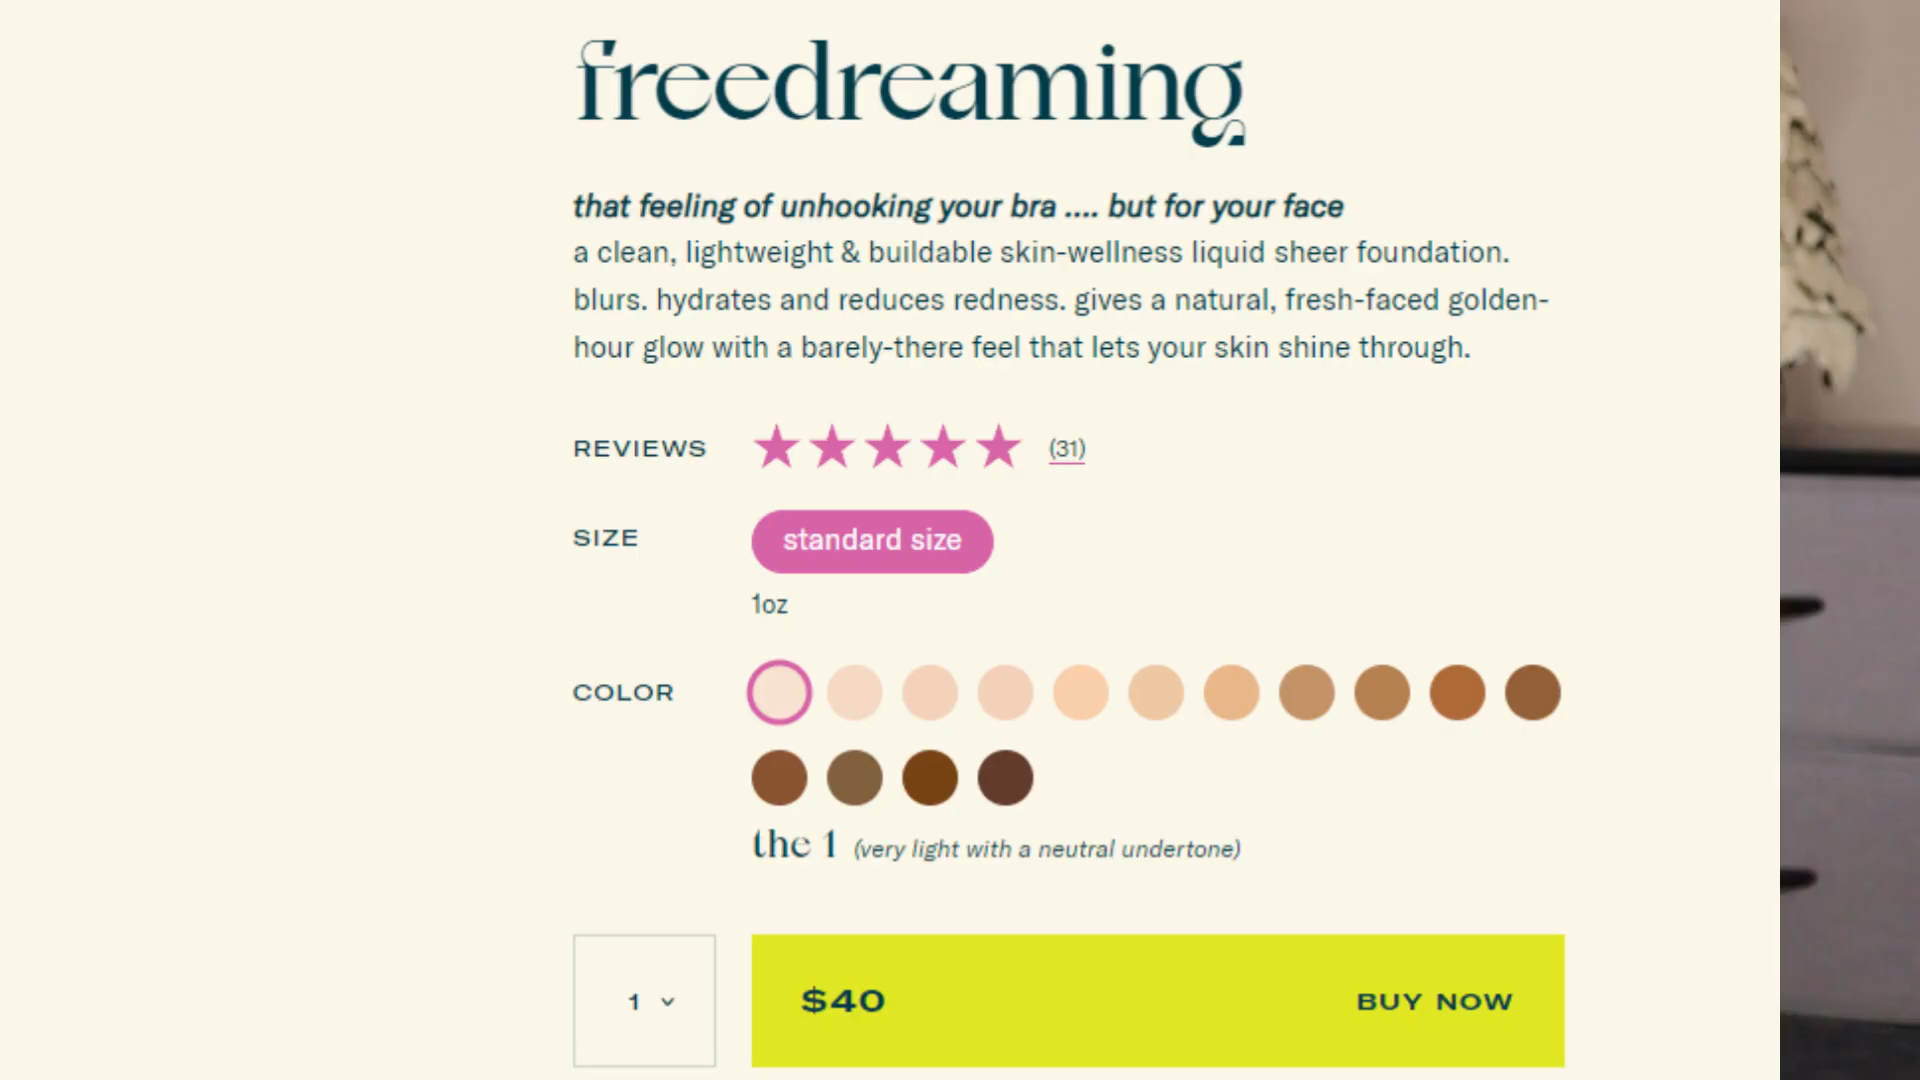 freedreaming
that feeling of unhooking your bra .... but for your face
a clean, lightweight & buildable skin-wellness liquid sheer foundation.
blurs. hydrates and reduces redness. gives a natural, fresh-faced golden-
hour glow with a barely-there feel that lets your skin shine through.
REVIEWS (31)
SIZE standard size
1oz
COLOR
the 1 (very light with a neutral undertone)
1 $40 BUY NOW